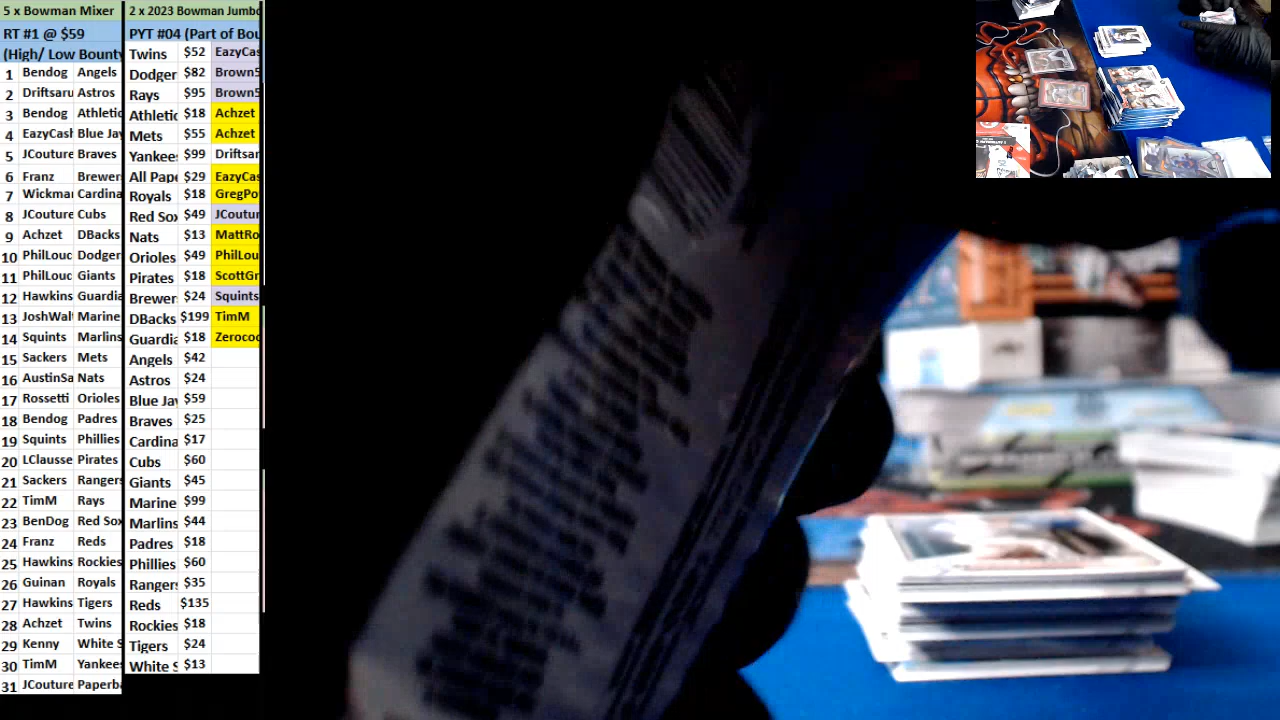 5 x Bowman Mixer
RT #1 @ $59
(High/ Low Bounty
1 Bendog Angels
2 Driftsaru Astros
3 Bendog Athletic
4 EazyCash Blue Jay
5 JCouture Braves
6 Franz Brewer
7 Wickma Cardina
8 JCouture Cubs
9 Achzet DBacks
10 PhilLouc Dodger
11 PhilLouc Giants
12 Hawkins Guardia
13 JoshWal Marine
14 Squints Marlins
15 Sackers Mets
16 AustinSa Nats
17 Rossetti Orioles
18 Bendog Padres
19 Squints Phillies
20 LClausse Pirates
21 Sackers Rangers
22 TimM Rays
23 BenDog Red Sox
24 Franz Reds
25 Hawkins Rockies
26 Guinan Royals
27 Hawkins Tigers
28 Achzet Twins
29 Kenny White S
30 TimM Yankee
31 JCouture Paperba
2 x 2023 Bowman Jumbo
PYT #04 (Part of Bou
Twins $52 EazyCas
Dodger $82 Brown5
Rays $95 Brown5
Athletic $18 Achzet
Mets $55 Achzet
Yankee $99 Driftsar
All Pape $29 EazyCas
Royals $18 GregPo
Red Sox $49 JCoutur
Nats $13 MattRo
Orioles $49 PhilLou
Pirates $18 ScottGr
Brewer $24 Squints
DBacks $199 TimM
Guardia $18 Zerocoo
Angels $42
Astros $24
Blue Jay $59
Braves $25
Cardina $17
Cubs $60
Giants $45
Marine $99
Marlins $44
Padres $18
Phillies $60
Ranger $35
Reds $135
Rockies $18
Tigers $24
White S $13